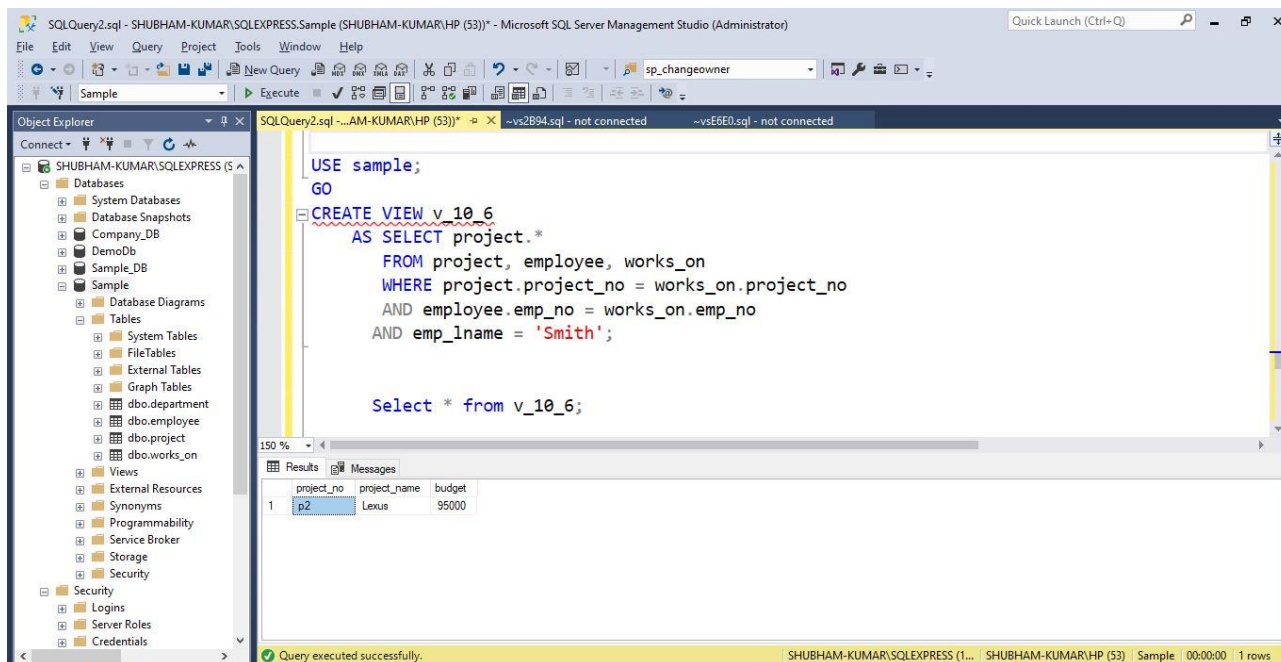 SQLQuery2.sql - SHUBHAM-KUMAR\SQLEXPRESS.Sample (SHUBHAM-KUMAR\HP (53))* - Microsoft SQL Server Management Studio (Administrator)
Quick Launch (Ctrl+Q)
File Edit View Query Project Tools Window Help
New Query
sp_changeowner
Sample
Execute
Object Explorer
Connect
SHUBHAM-KUMAR\SQLEXPRESS (S
Databases
System Databases
Database Snapshots
Company_DB
DemoDb
Sample_DB
Sample
Database Diagrams
Tables
System Tables
FileTables
External Tables
Graph Tables
dbo.department
dbo.employee
dbo.project
dbo.works_on
Views
External Resources
Synonyms
Programmability
Service Broker
Storage
Security
Security
Logins
Server Roles
Credentials
SQLQuery2.sql -...AM-KUMAR\HP (53))*
~vs2B94.sql - not connected
~vsE6E0.sql - not connected
USE sample;
GO
CREATE VIEW v_10_6
AS SELECT project.*
FROM project, employee, works_on
WHERE project.project_no = works_on.project_no
AND employee.emp_no = works_on.emp_no
AND emp_lname = 'Smith';
Select * from v_10_6;
150 %
Results Messages
project_no project_name budget
1 p2 Lexus 95000
Query executed successfully.
SHUBHAM-KUMAR\SQLEXPRESS (1... SHUBHAM-KUMAR\HP (53) Sample 00:00:00 1 rows